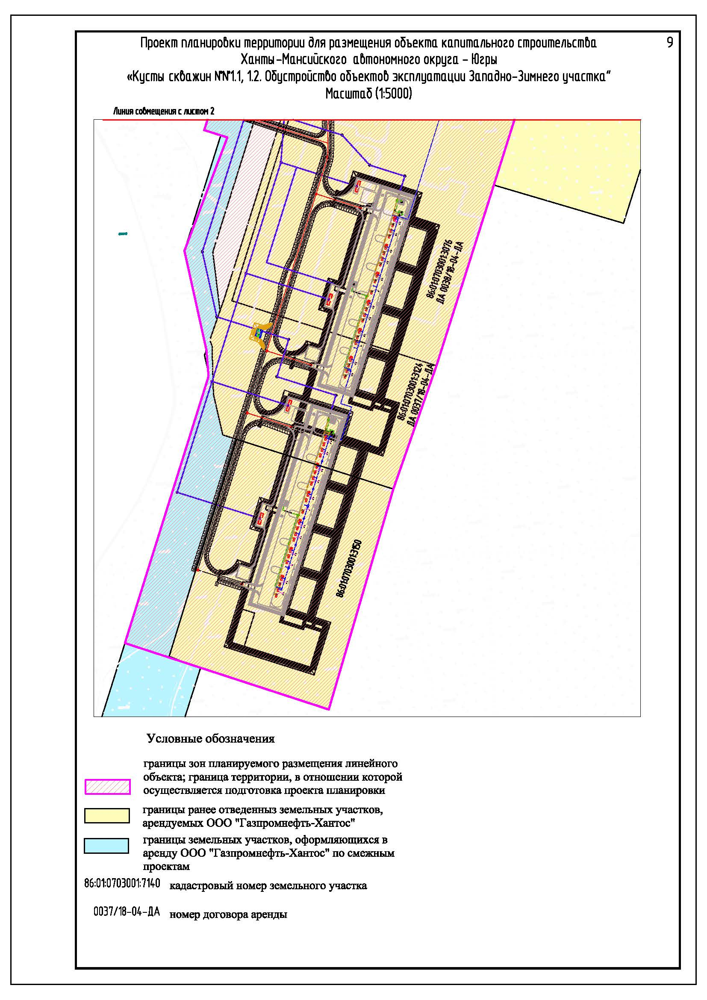 Проект планировки территории для размещения объекта капитального строительства
9
Ханты-Мансийского автономного округа - Югры
«Кусты скважин №№1.1, 1.2. Обустройство объектов эксплуатации Западно-Зимнего участка"
Масштаб (1:5000)
Линия совмещения с листом 2
86:01:0703001:3076
ДА 0038/18-04-ДА
86:01:0703001:3124
ДА 0037/18-04-ДА
86:01:0703001:3150
Условные обозначения
границы зон планируемого размещения линейного
объекта; граница территории, в отношении которой
осуществляется подготовка проекта планировки
границы ранее отведенныз земельных участков,
арендуемых ООО "Газпромнефть-Хантос"
границы земельных участков, оформляющихся в
аренду ООО "Газпромнефть-Хантос" по смежным
проектам
86:01:0703001:7140 кадастровый номер земельного участка
0037/18-04-ДА номер договора аренды